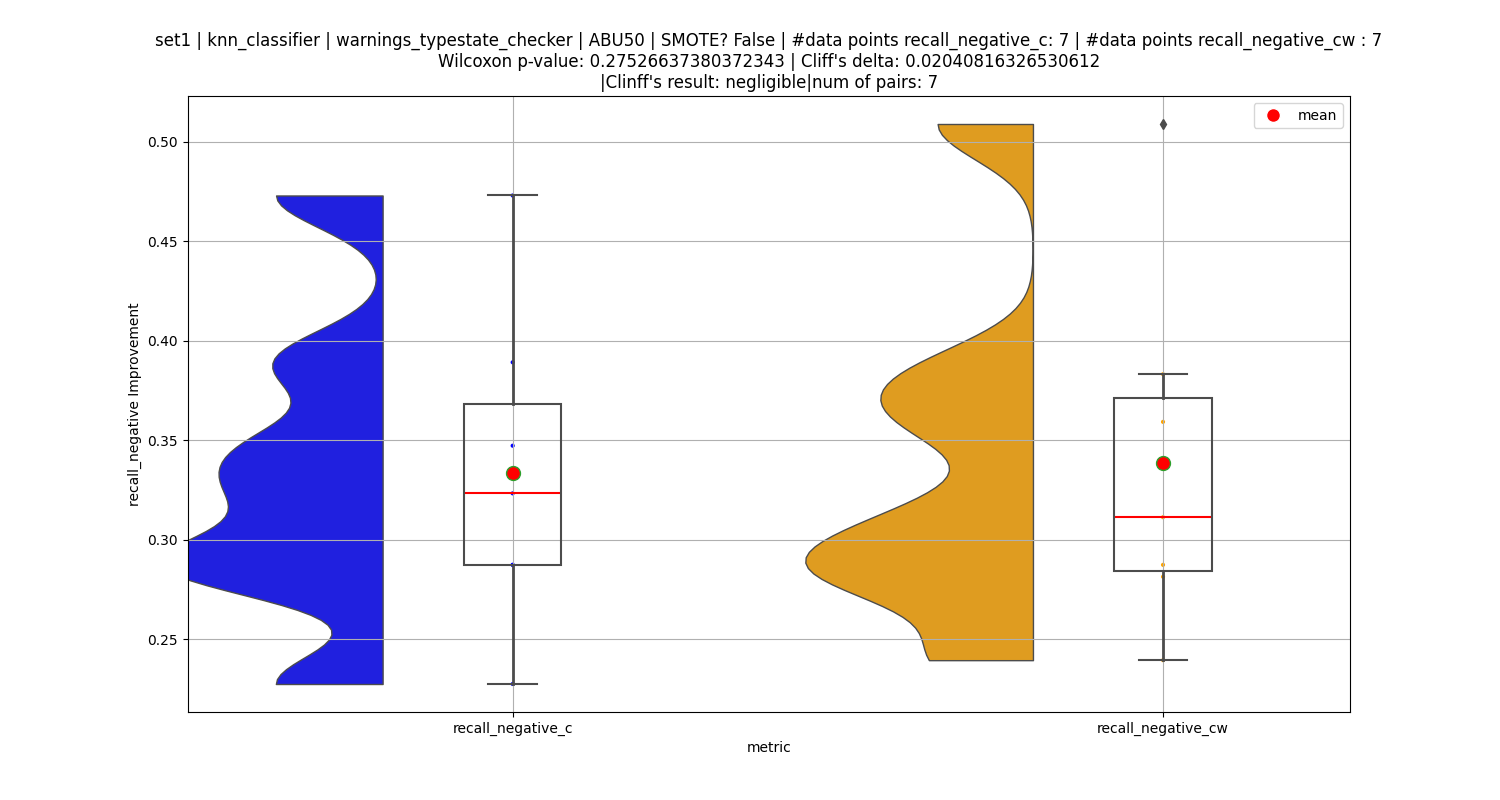 set1 | knn_classifier | warnings_typestate_checker | ABU50 | SMOTE? False | #data points recall_negative_c: 7 | #data points recall_negative_cw : 7
Wilcoxon p-value: 0.27526637380372343 | Cliff's delta: 0.02040816326530612
|Clinff's result: negligible|num of pairs: 7
mean
0.50
0.45
0.40
0.35
0.30
0.25
recall_negative Improvement
recall_negative_c
recall_negative_cw
metric